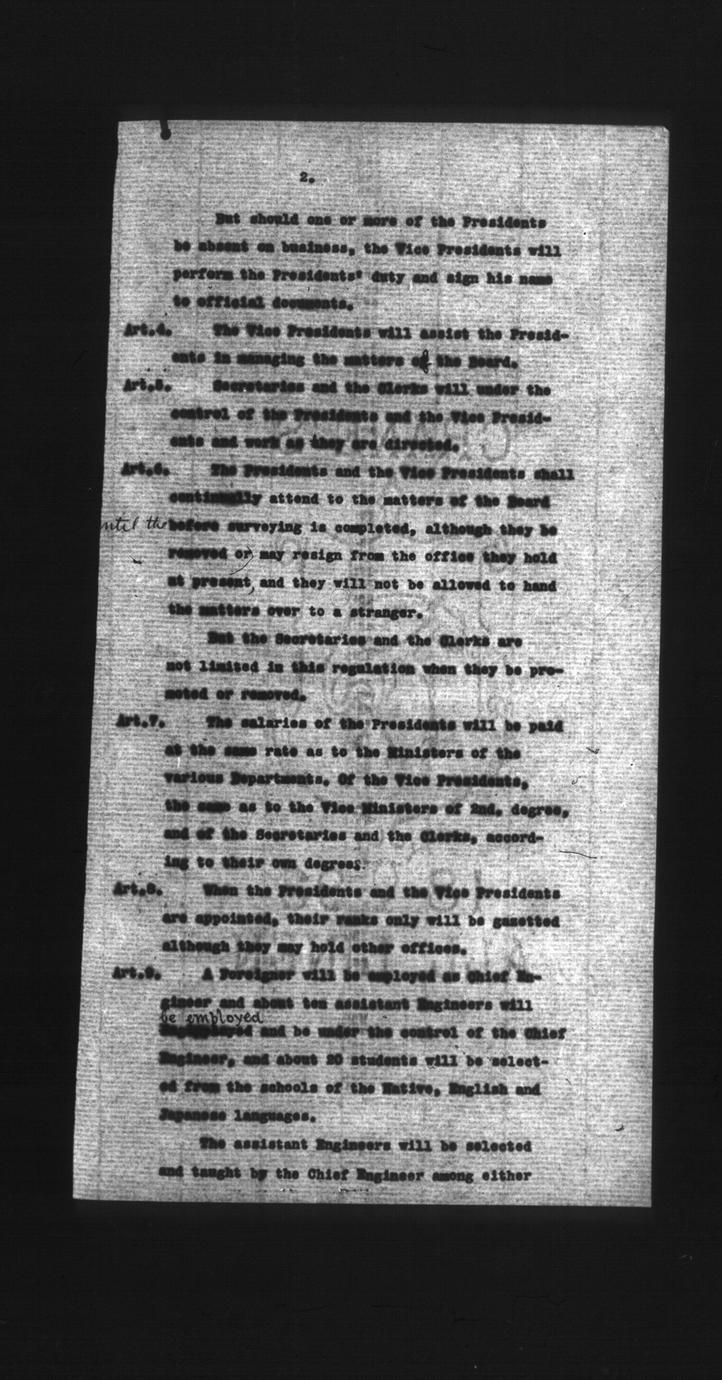 2.
But should one or more of the Presidents
be absent on business, the Vice Presidents will
perform the Presidents' duty and sign his name
to official documents.
Art.4. The Vice Presidents will assist the Presid-
ents in managing the matters of the Board.
Art.5. Secretaries and the Clerks will under the
control of the Presidents and the Vice Presid-
ents and work as they are directed.
Art.6. The Presidents and the Vice Presidents shall
continually attend to the matters of the Board
until the before surveying is completed, although they be
removed or may resign from the office they hold
at present, and they will not be allowed to hand
the matters over to a stranger.
But the Secretaries and the Clerks are
not limited in this regulation when they be pro-
moted or removed.
Art.7. The salaries of the Presidents will be paid
at the same rate as to the Ministers of the
various Departments. Of the Vice Presidents,
the same as to the Vice Ministers of 2nd. degree,
and of the Secretaries and the Clerks, accord-
ing to their own degrees.
Art.8. When the Presidents and the Vice Presidents
are appointed, their ranks only will be gazetted
although they may hold other offices.
Art.9. A Foreigner will be employed as Chief En-
gineer and about ten assistant Engineers will
be employed
and be under the control of the Chief
Engineer, and about 20 students will be select-
ed from the schools of the Native, English and
Japanese languages.
The assistant Engineers will be selected
and taught by the Chief Engineer among either